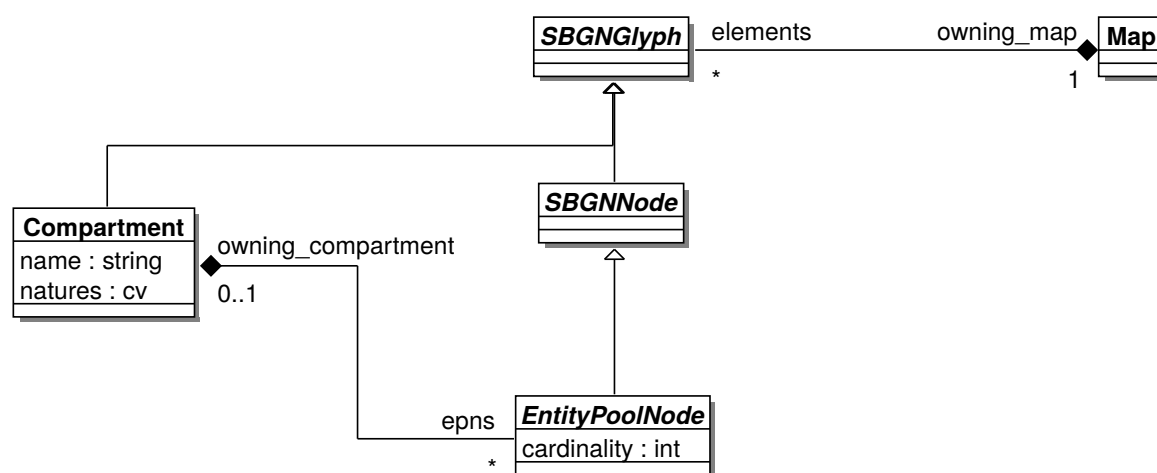 SBGNGlyph
elements
owning_map
Map
*
1
SBGNNode
Compartment
name : string
natures : cv
owning_compartment
0..1
EntityPoolNode
cardinality : int
epns
*